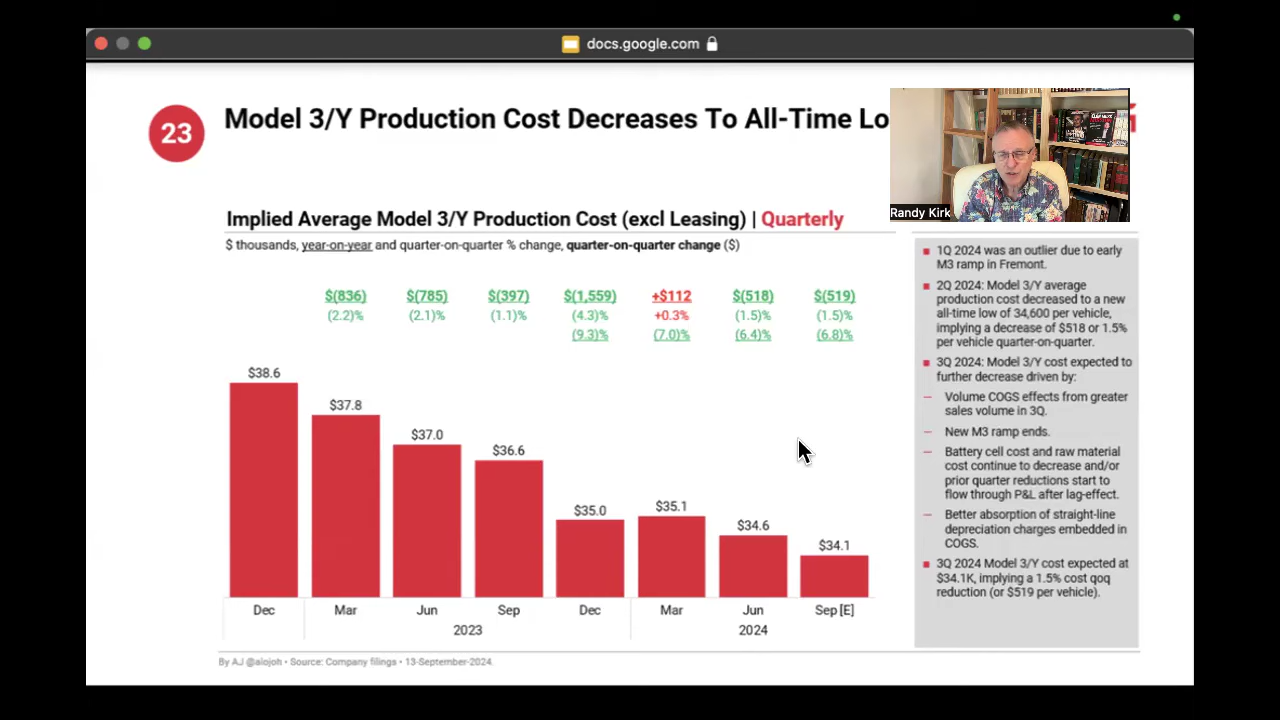 docs.google.com
23
Model 3/Y Production Cost Decreases To All-Time Lo
Randy Kirk
Implied Average Model 3/Y Production Cost (excl Leasing) | Quarterly
$ thousands, year-on-year and quarter-on-quarter % change, quarter-on-quarter change ($)
$(836) $(785) $(397) $(1,559) +$112 $(518) $(519)
(2.2)% (2.1)% (1.1)% (4.3)% +0.3% (1.5)% (1.5)%
(9.3)% (7.0)% (6.4)% (6.8)%
$38.6
$37.8
$37.0
$36.6
$35.0
$35.1
$34.6
$34.1
Dec Mar Jun Sep Dec Mar Jun Sep [E]
2023 2024
1Q 2024 was an outlier due to early
M3 ramp in Fremont.
2Q 2024: Model 3/Y average
production cost decreased to a new
all-time low of 34,600 per vehicle,
implying a decrease of $518 or 1.5%
per vehicle quarter-on-quarter.
3Q 2024: Model 3/Y cost expected to
further decrease driven by:
— Volume COGS effects from greater
sales volume in 3Q.
— New M3 ramp ends.
— Battery cell cost and raw material
cost continue to decrease and/or
prior quarter reductions start to
flow through P&L after lag-effect.
— Better absorption of straight-line
depreciation charges embedded in
COGS.
3Q 2024 Model 3/Y cost expected at
$34.1K, implying a 1.5% cost qoq
reduction (or $519 per vehicle).
By AJ @alojoh • Source: Company filings • 13-September-2024.